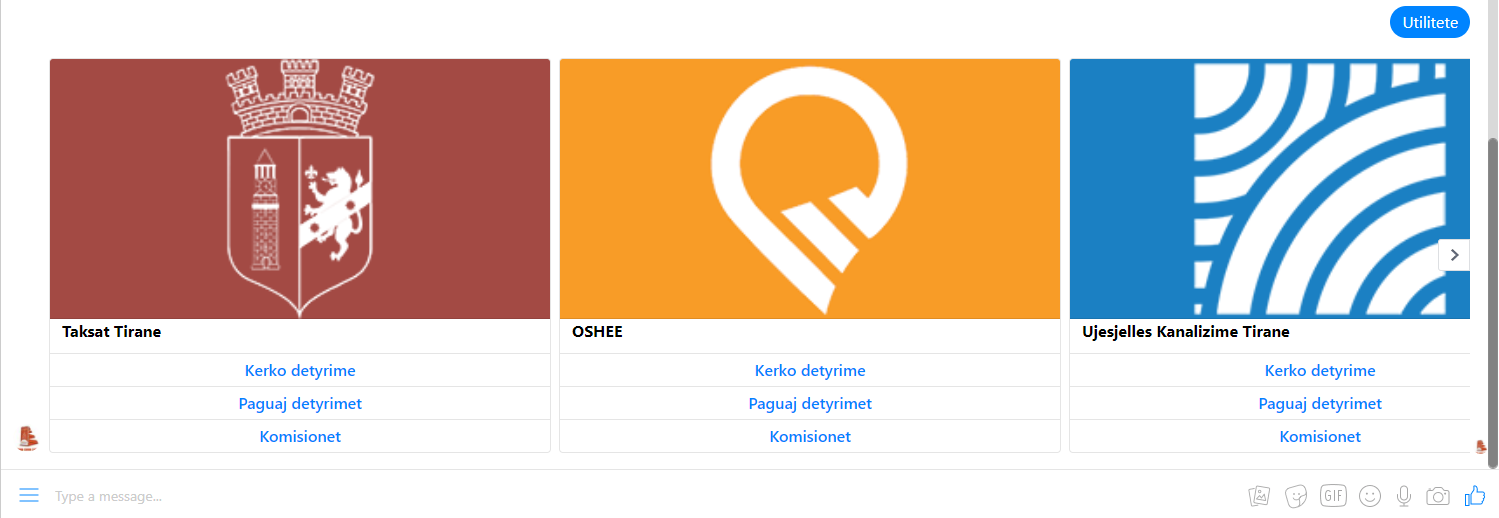 Utilitete
Taksat Tirane
Kerko detyrime
Paguaj detyrimet
Komisionet
OSHEE
Kerko detyrime
Paguaj detyrimet
Komisionet
Ujesjelles Kanalizime Tirane
Kerko detyrime
Paguaj detyrimet
Komisionet
Type a message...
GIF